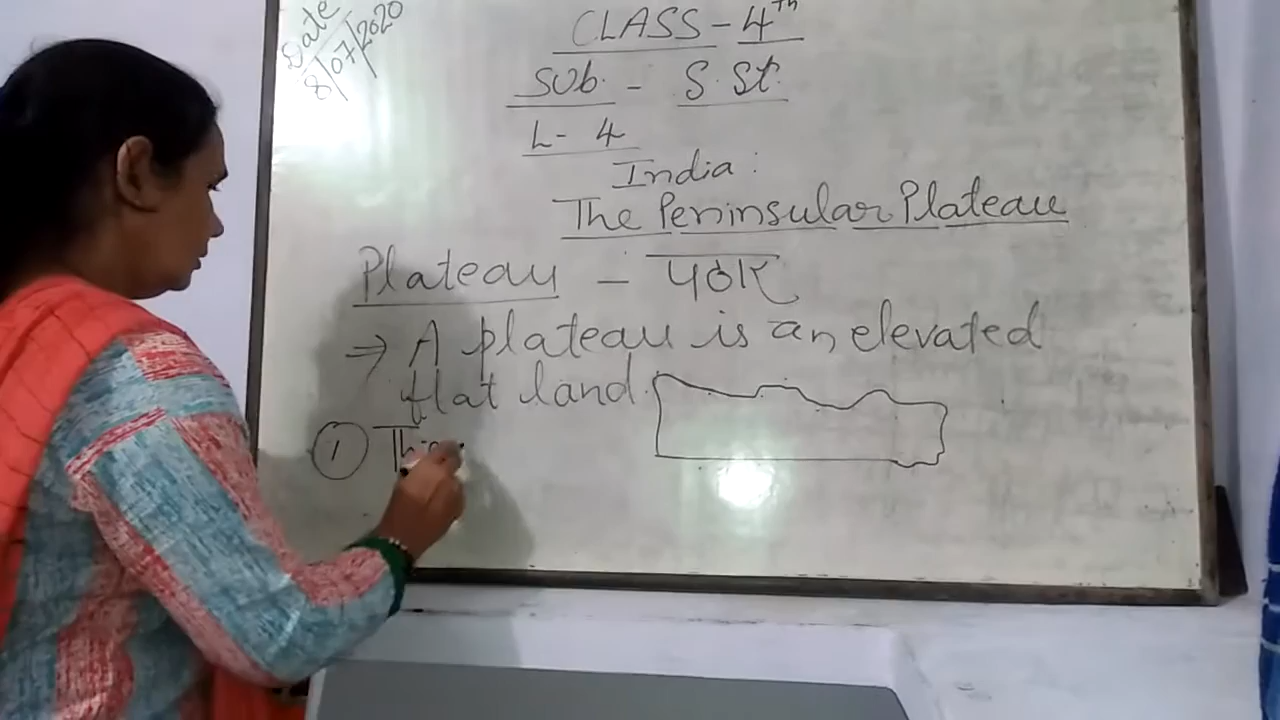 Date
8/07/2020
CLASS - 4th
SUb. - S.St.
L - 4
India :
The Peninsular Plateau
Plateau - पठार
⇒ A plateau is an elevated
flat land.
①